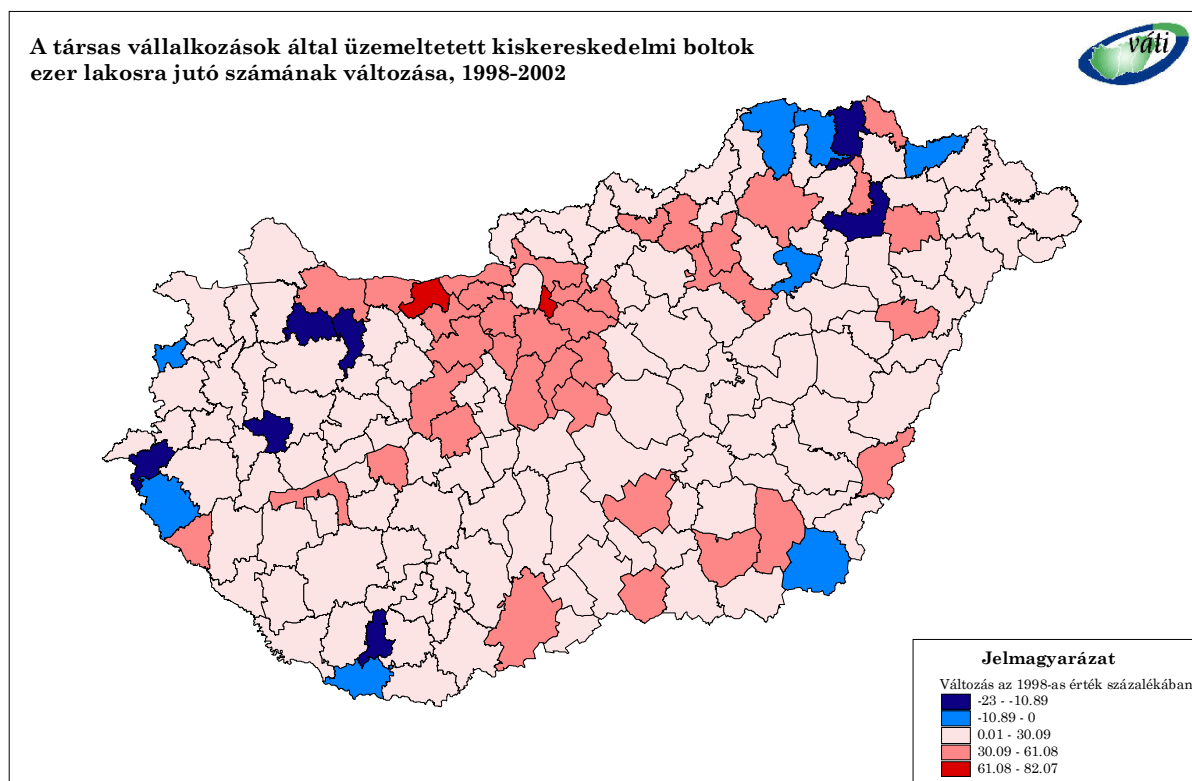 A társas vállalkozások által üzemeltetett kiskereskedelmi boltok
ezer lakosra jutó számának változása, 1998-2002
váti
Jelmagyarázat
Változás az 1998-as érték százalékában
-23 - -10.89
-10.89 - 0
0.01 - 30.09
30.09 - 61.08
61.08 - 82.07